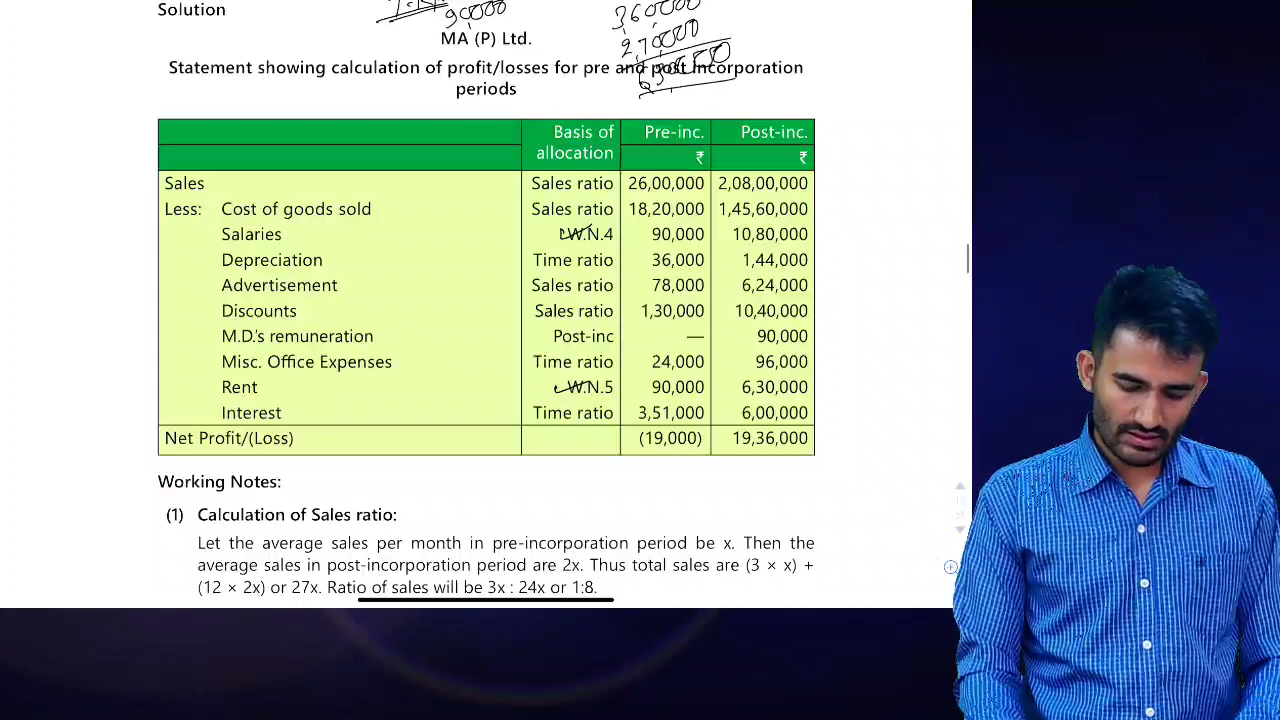 Solution
90000
360000
270000
630000
MA (P) Ltd.
Statement showing calculation of profit/losses for pre and post incorporation
periods
Basis of allocation Pre-inc. Post-inc.
₹ ₹
Sales Sales ratio 26,00,000 2,08,00,000
Less: Cost of goods sold Sales ratio 18,20,000 1,45,60,000
Salaries W.N.4 90,000 10,80,000
Depreciation Time ratio 36,000 1,44,000
Advertisement Sales ratio 78,000 6,24,000
Discounts Sales ratio 1,30,000 10,40,000
M.D.'s remuneration Post-inc — 90,000
Misc. Office Expenses Time ratio 24,000 96,000
Rent W.N.5 90,000 6,30,000
Interest Time ratio 3,51,000 6,00,000
Net Profit/(Loss) (19,000) 19,36,000
Working Notes:
(1) Calculation of Sales ratio:
Let the average sales per month in pre-incorporation period be x. Then the
average sales in post-incorporation period are 2x. Thus total sales are (3 × x) +
(12 × 2x) or 27x. Ratio of sales will be 3x : 24x or 1:8.